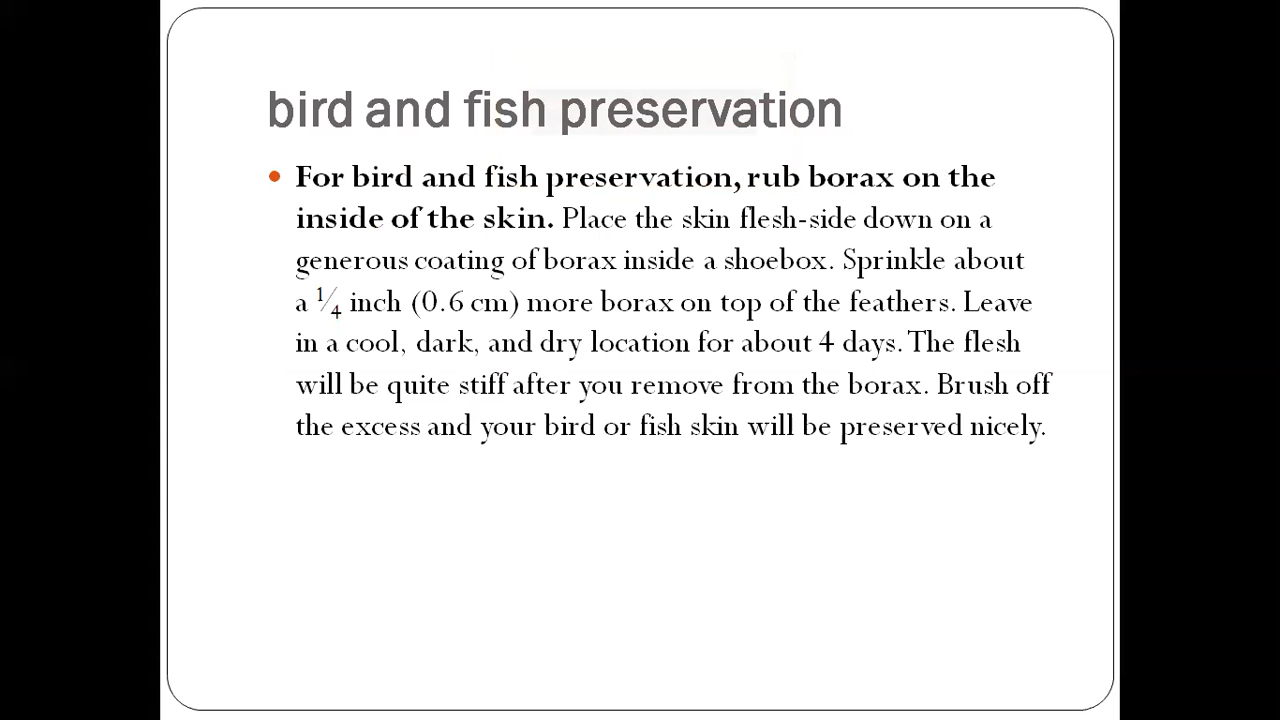 bird and fish preservation
• For bird and fish preservation, rub borax on the
inside of the skin. Place the skin flesh-side down on a
generous coating of borax inside a shoebox. Sprinkle about
a 1⁄4 inch (0.6 cm) more borax on top of the feathers. Leave
in a cool, dark, and dry location for about 4 days. The flesh
will be quite stiff after you remove from the borax. Brush off
the excess and your bird or fish skin will be preserved nicely.